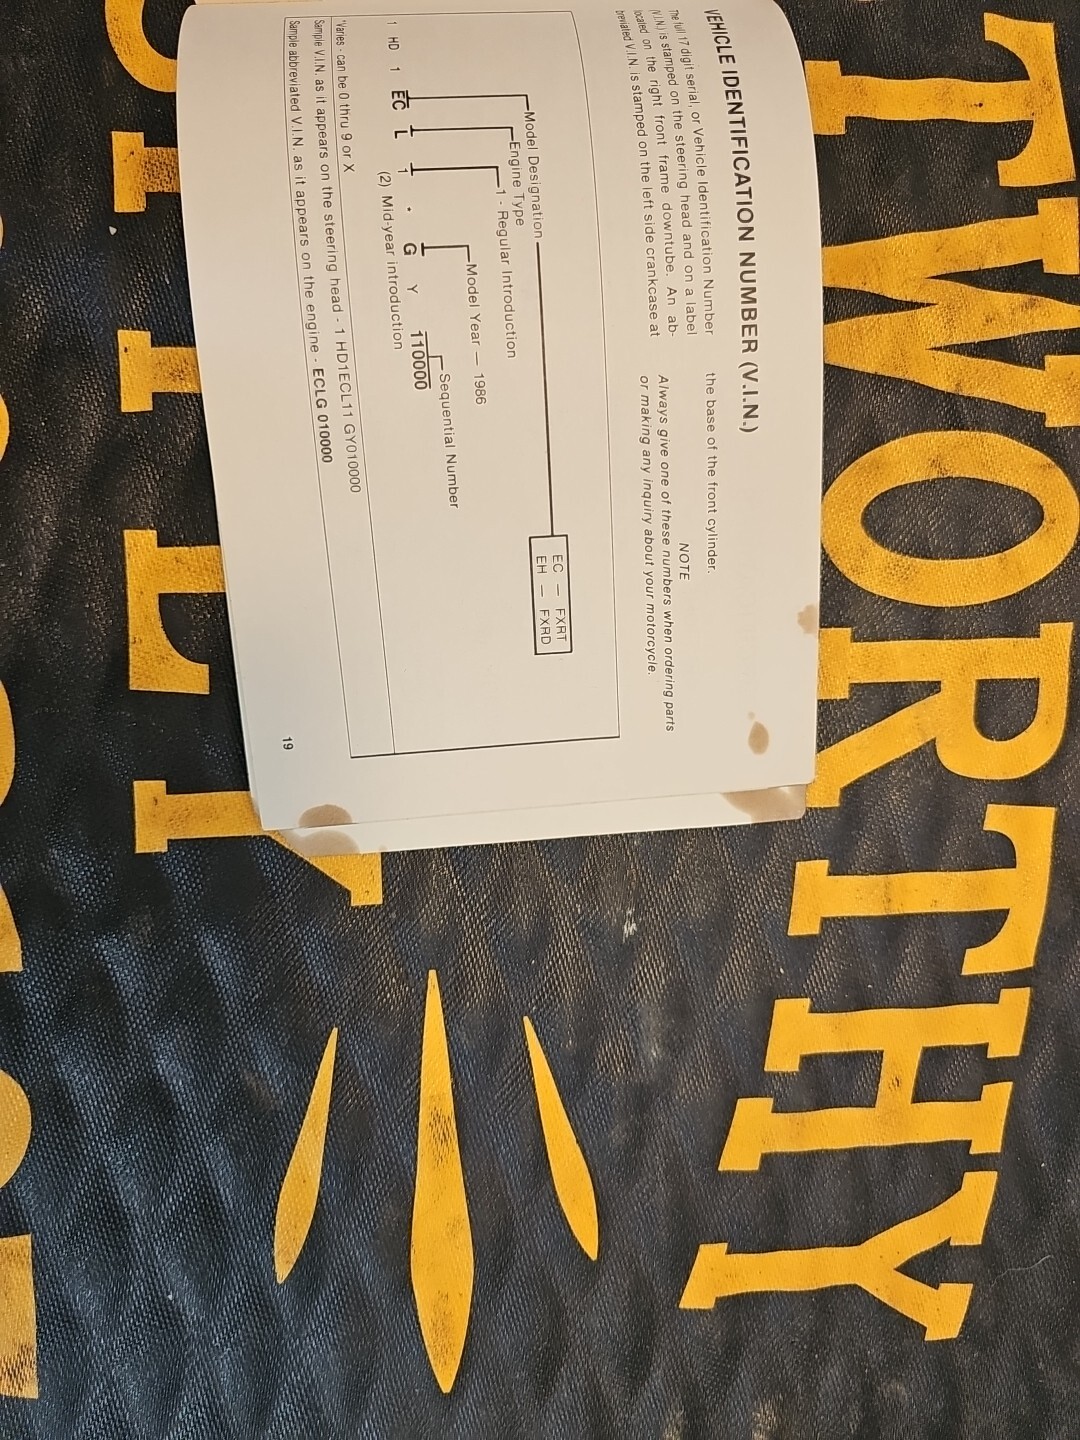 VEHICLE IDENTIFICATION NUMBER (V.I.N.)
The full 17 digit serial, or Vehicle Identification Number
(V.I.N.) is stamped on the steering head and on a label
located on the right front frame downtube. An ab-
breviated V.I.N. is stamped on the left side crankcase at
the base of the front cylinder.
NOTE
Always give one of these numbers when ordering parts
or making any inquiry about your motorcycle.
EC — FXRT
EH — FXRD
Model Designation
Engine Type
1 - Regular Introduction
Model Year — 1986
Sequential Number
1 HD 1 EC L 1 * G Y 110000
(2) Mid-year introduction
*Varies - can be 0 thru 9 or X
Sample V.I.N. as it appears on the steering head - 1 HD1ECL11 GY010000
Sample abbreviated V.I.N. as it appears on the engine - ECLG 010000
19
TWORTHY